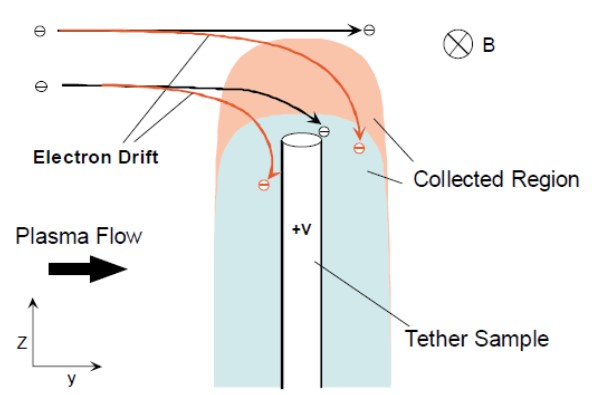 B
Electron Drift
Collected Region
+V
Plasma Flow
Tether Sample
Z
y